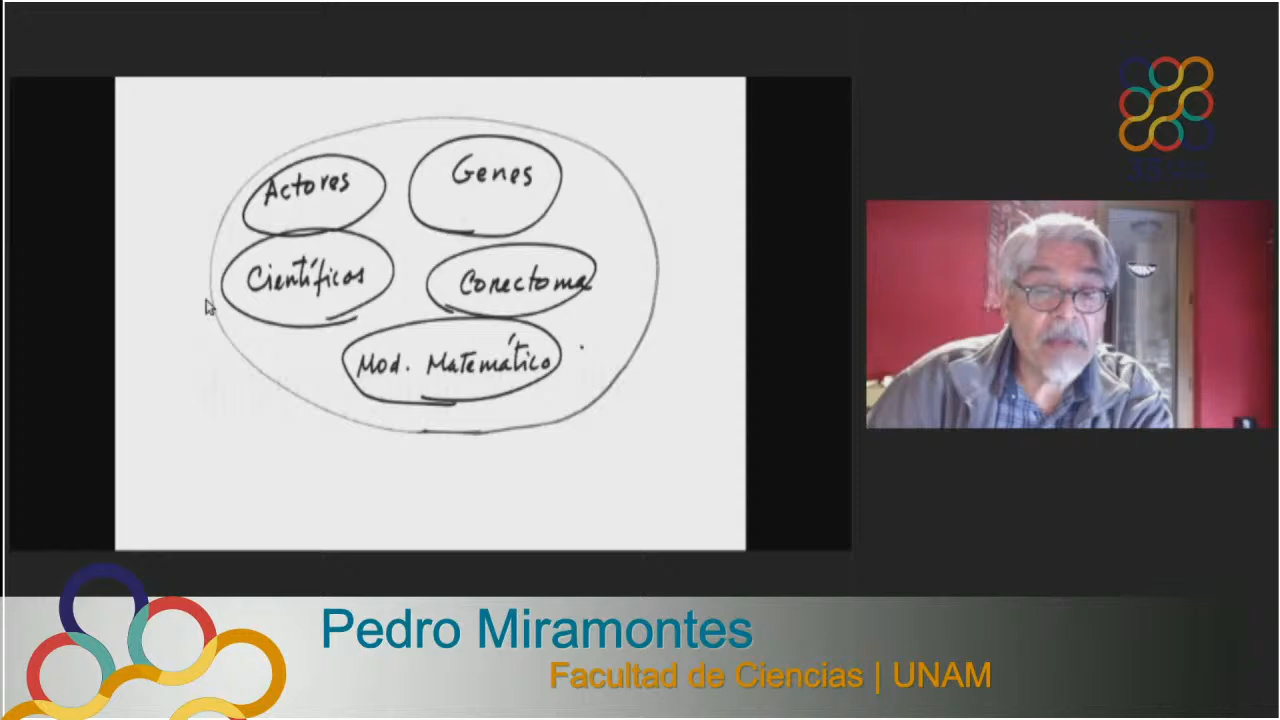 Actores
Genes
Científicos
Conectoma
Mod. Matemático
Pedro Miramontes
Facultad de Ciencias | UNAM